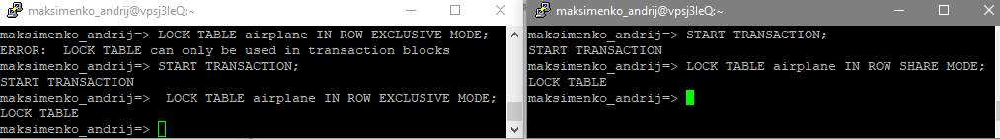 maksimenko_andrij@vpsj3leQ:~
maksimenko_andrij=> LOCK TABLE airplane IN ROW EXCLUSIVE MODE;
ERROR:  LOCK TABLE can only be used in transaction blocks
maksimenko_andrij=> START TRANSACTION;
START TRANSACTION
maksimenko_andrij=>  LOCK TABLE airplane IN ROW EXCLUSIVE MODE;
LOCK TABLE
maksimenko_andrij=>
maksimenko_andrij@vpsj3leQ:~
maksimenko_andrij=> START TRANSACTION;
START TRANSACTION
maksimenko_andrij=> LOCK TABLE airplane IN ROW SHARE MODE;
LOCK TABLE
maksimenko_andrij=>